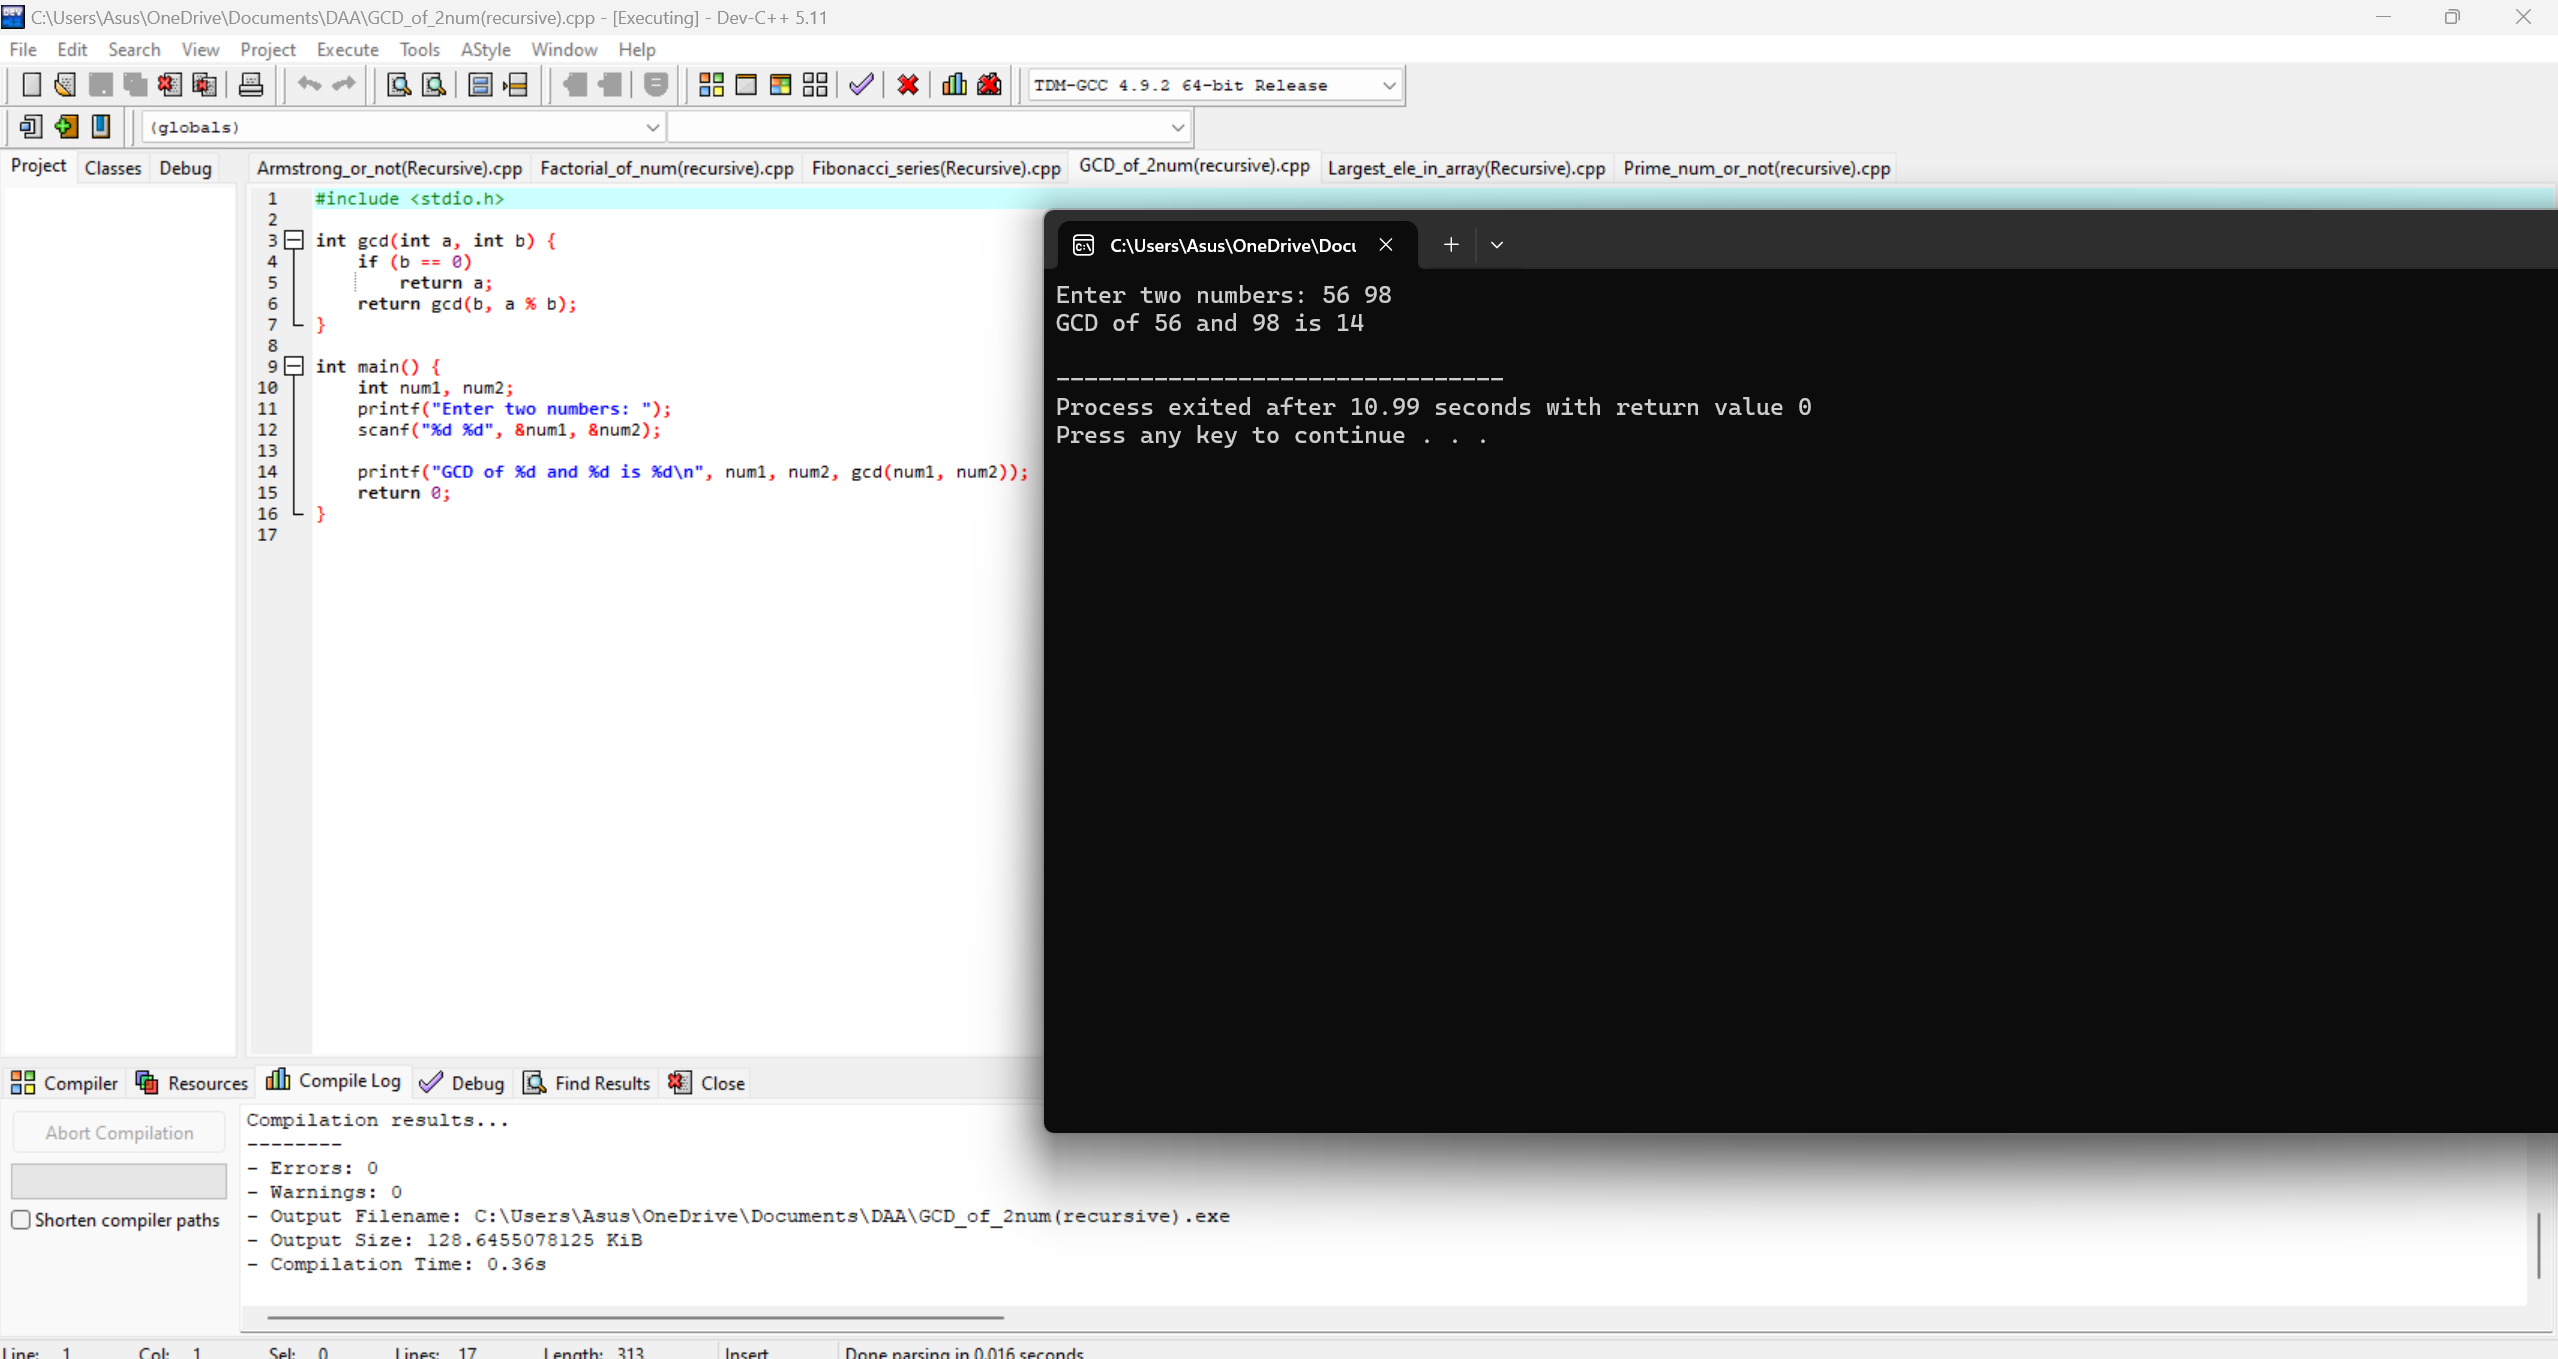 C:\Users\Asus\OneDrive\Documents\DAA\GCD_of_2num(recursive).cpp - [Executing] - Dev-C++ 5.11
File Edit Search View Project Execute Tools AStyle Window Help
TDM-GCC 4.9.2 64-bit Release
(globals)
Project Classes Debug
Armstrong_or_not(Recursive).cpp Factorial_of_num(recursive).cpp Fibonacci_series(Recursive).cpp GCD_of_2num(recursive).cpp Largest_ele_in_array(Recursive).cpp Prime_num_or_not(recursive).cpp
1 #include <stdio.h>
2
3 int gcd(int a, int b) {
4 if (b == 0)
5 return a;
6 return gcd(b, a % b);
7 }
8
9 int main() {
10 int num1, num2;
11 printf("Enter two numbers: ");
12 scanf("%d %d", &num1, &num2);
13
14 printf("GCD of %d and %d is %d\n", num1, num2, gcd(num1, num2));
15 return 0;
16 }
17
C:\Users\Asus\OneDrive\Docu
Enter two numbers: 56 98
GCD of 56 and 98 is 14
--------------------------------
Process exited after 10.99 seconds with return value 0
Press any key to continue . . .
Compiler Resources Compile Log Debug Find Results Close
Abort Compilation
Shorten compiler paths
Compilation results...
--------
- Errors: 0
- Warnings: 0
- Output Filename: C:\Users\Asus\OneDrive\Documents\DAA\GCD_of_2num(recursive).exe
- Output Size: 128.6455078125 KiB
- Compilation Time: 0.36s
Line: 1 Col: 1 Sel: 0 Lines: 17 Length: 313 Insert Done parsing in 0.016 seconds